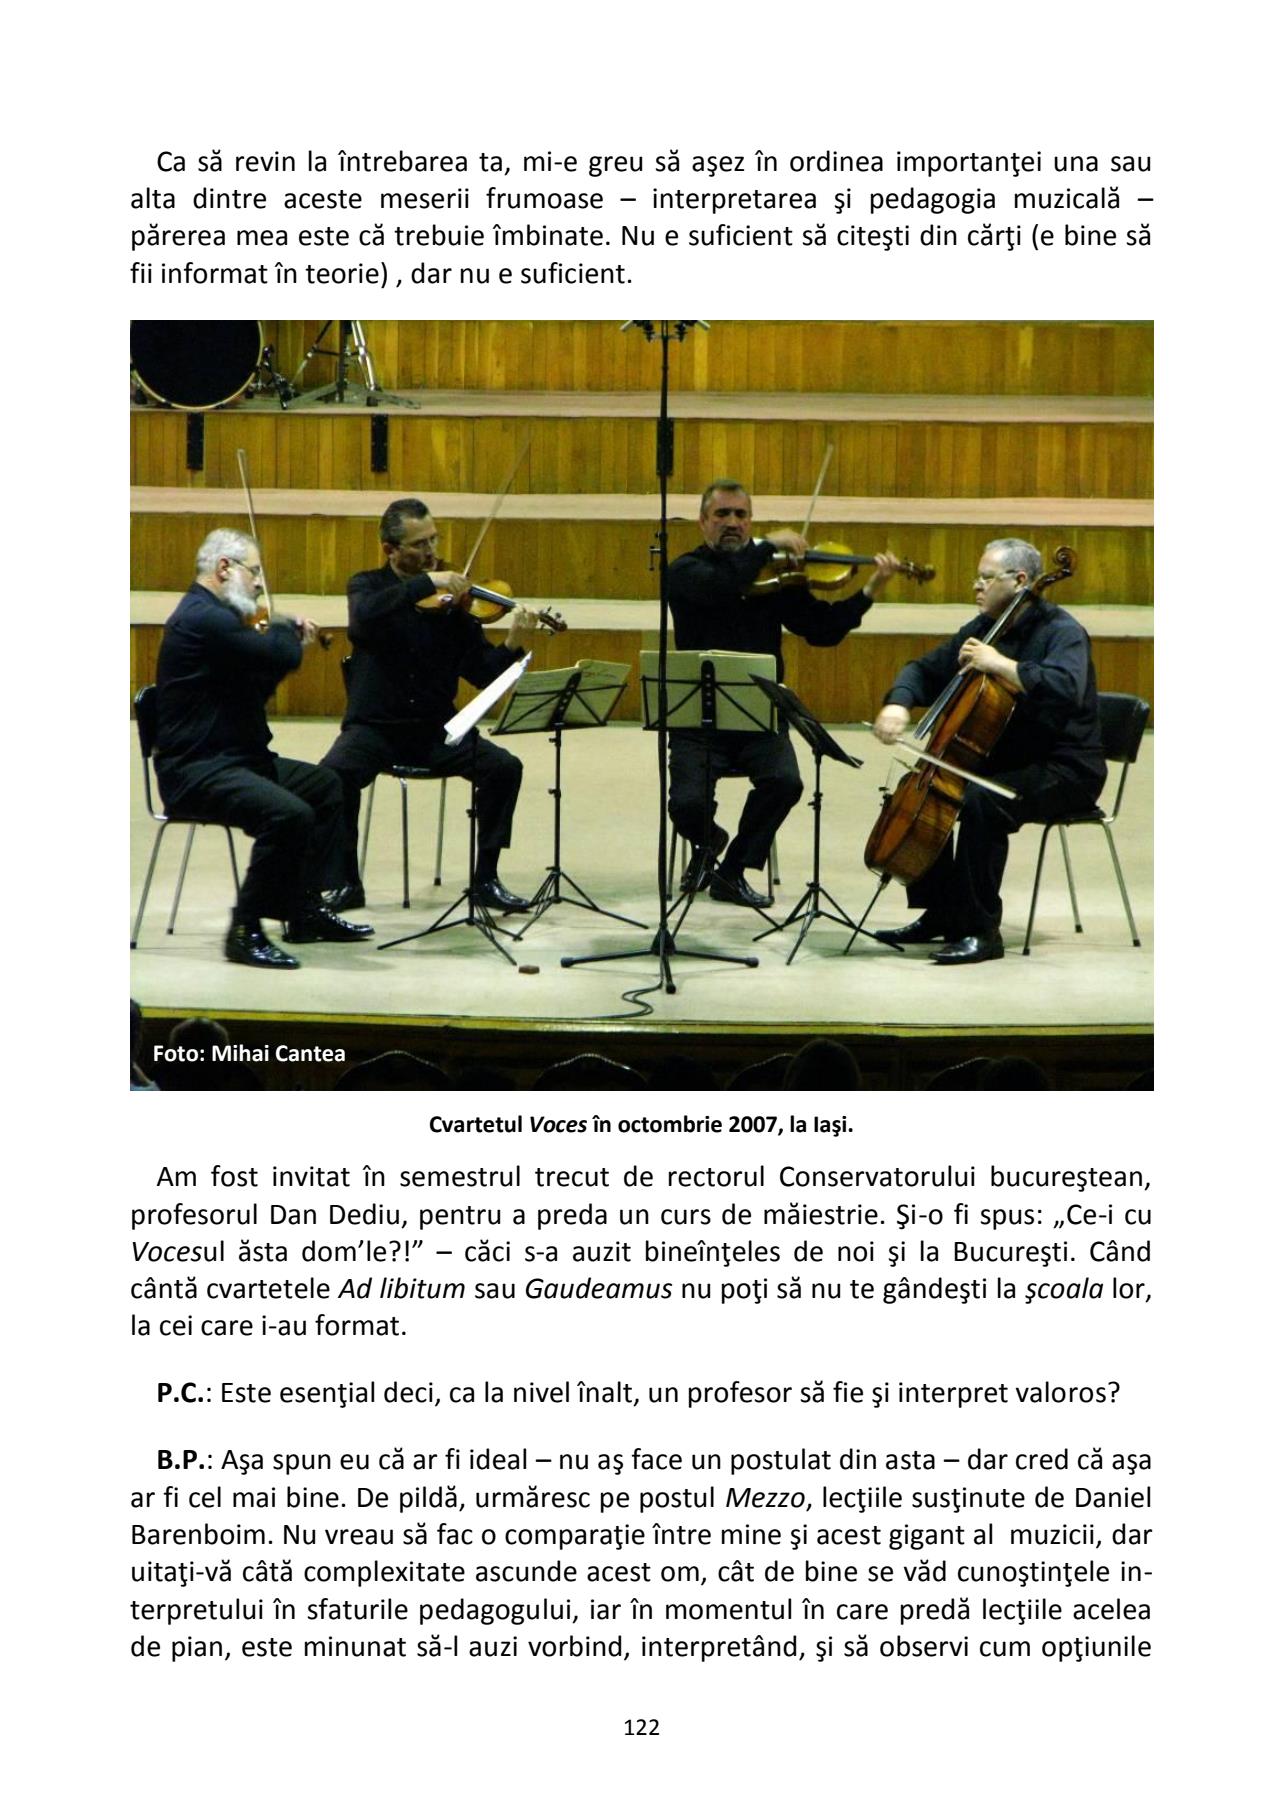 Ca să revin la întrebarea ta, mi-e greu să aşez în ordinea importanţei una sau
alta dintre aceste meserii frumoase – interpretarea şi pedagogia muzicală –
părerea mea este că trebuie îmbinate. Nu e suficient să citeşti din cărţi (e bine să
fii informat în teorie) , dar nu e suficient.
Foto: Mihai Cantea
Cvartetul Voces în octombrie 2007, la Iaşi.
Am fost invitat în semestrul trecut de rectorul Conservatorului bucureştean,
profesorul Dan Dediu, pentru a preda un curs de măiestrie. Şi-o fi spus: „Ce-i cu
Vocesul ăsta dom’le?!” – căci s-a auzit bineînţeles de noi şi la Bucureşti. Când
cântă cvartetele Ad libitum sau Gaudeamus nu poţi să nu te gândeşti la şcoala lor,
la cei care i-au format.
P.C.: Este esenţial deci, ca la nivel înalt, un profesor să fie şi interpret valoros?
B.P.: Aşa spun eu că ar fi ideal – nu aş face un postulat din asta – dar cred că aşa
ar fi cel mai bine. De pildă, urmăresc pe postul Mezzo, lecţiile susţinute de Daniel
Barenboim. Nu vreau să fac o comparaţie între mine şi acest gigant al  muzicii, dar
uitaţi-vă câtă complexitate ascunde acest om, cât de bine se văd cunoştinţele in-
terpretului în sfaturile pedagogului, iar în momentul în care predă lecţiile acelea
de pian, este minunat să-l auzi vorbind, interpretând, şi să observi cum opţiunile
122